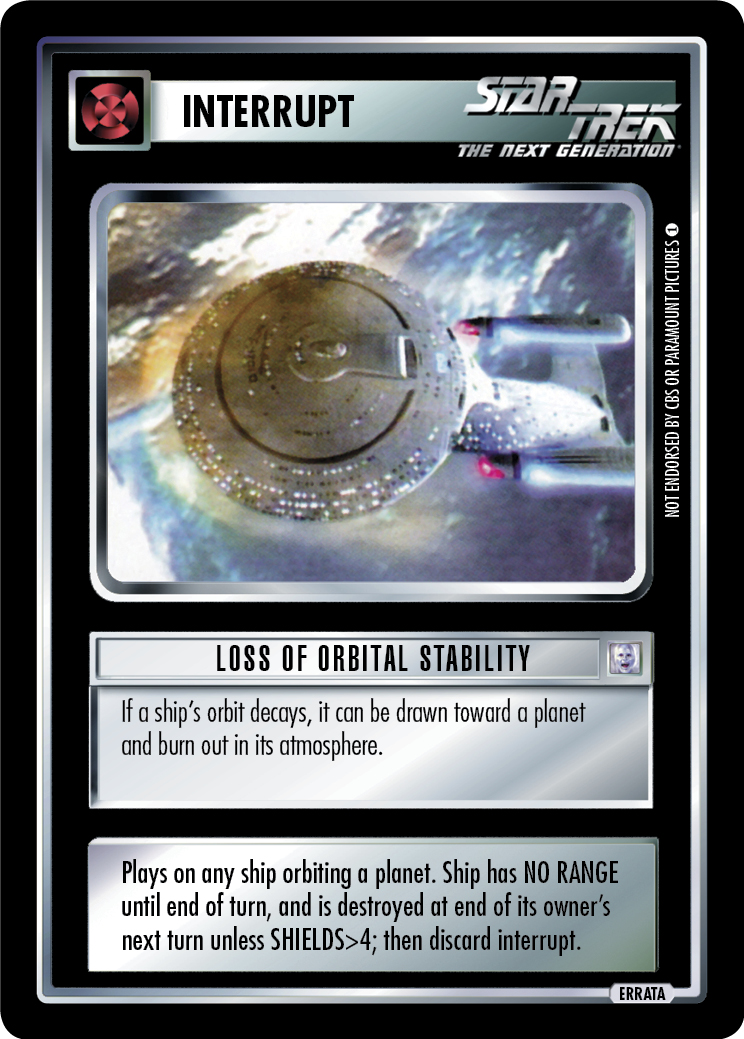 INTERRUPT
STAR TREK
THE NEXT GENERATION
NOT ENDORSED BY CBS OR PARAMOUNT PICTURES 1
LOSS OF ORBITAL STABILITY
If a ship's orbit decays, it can be drawn toward a planet
and burn out in its atmosphere.
Plays on any ship orbiting a planet. Ship has NO RANGE
until end of turn, and is destroyed at end of its owner's
next turn unless SHIELDS>4; then discard interrupt.
ERRATA